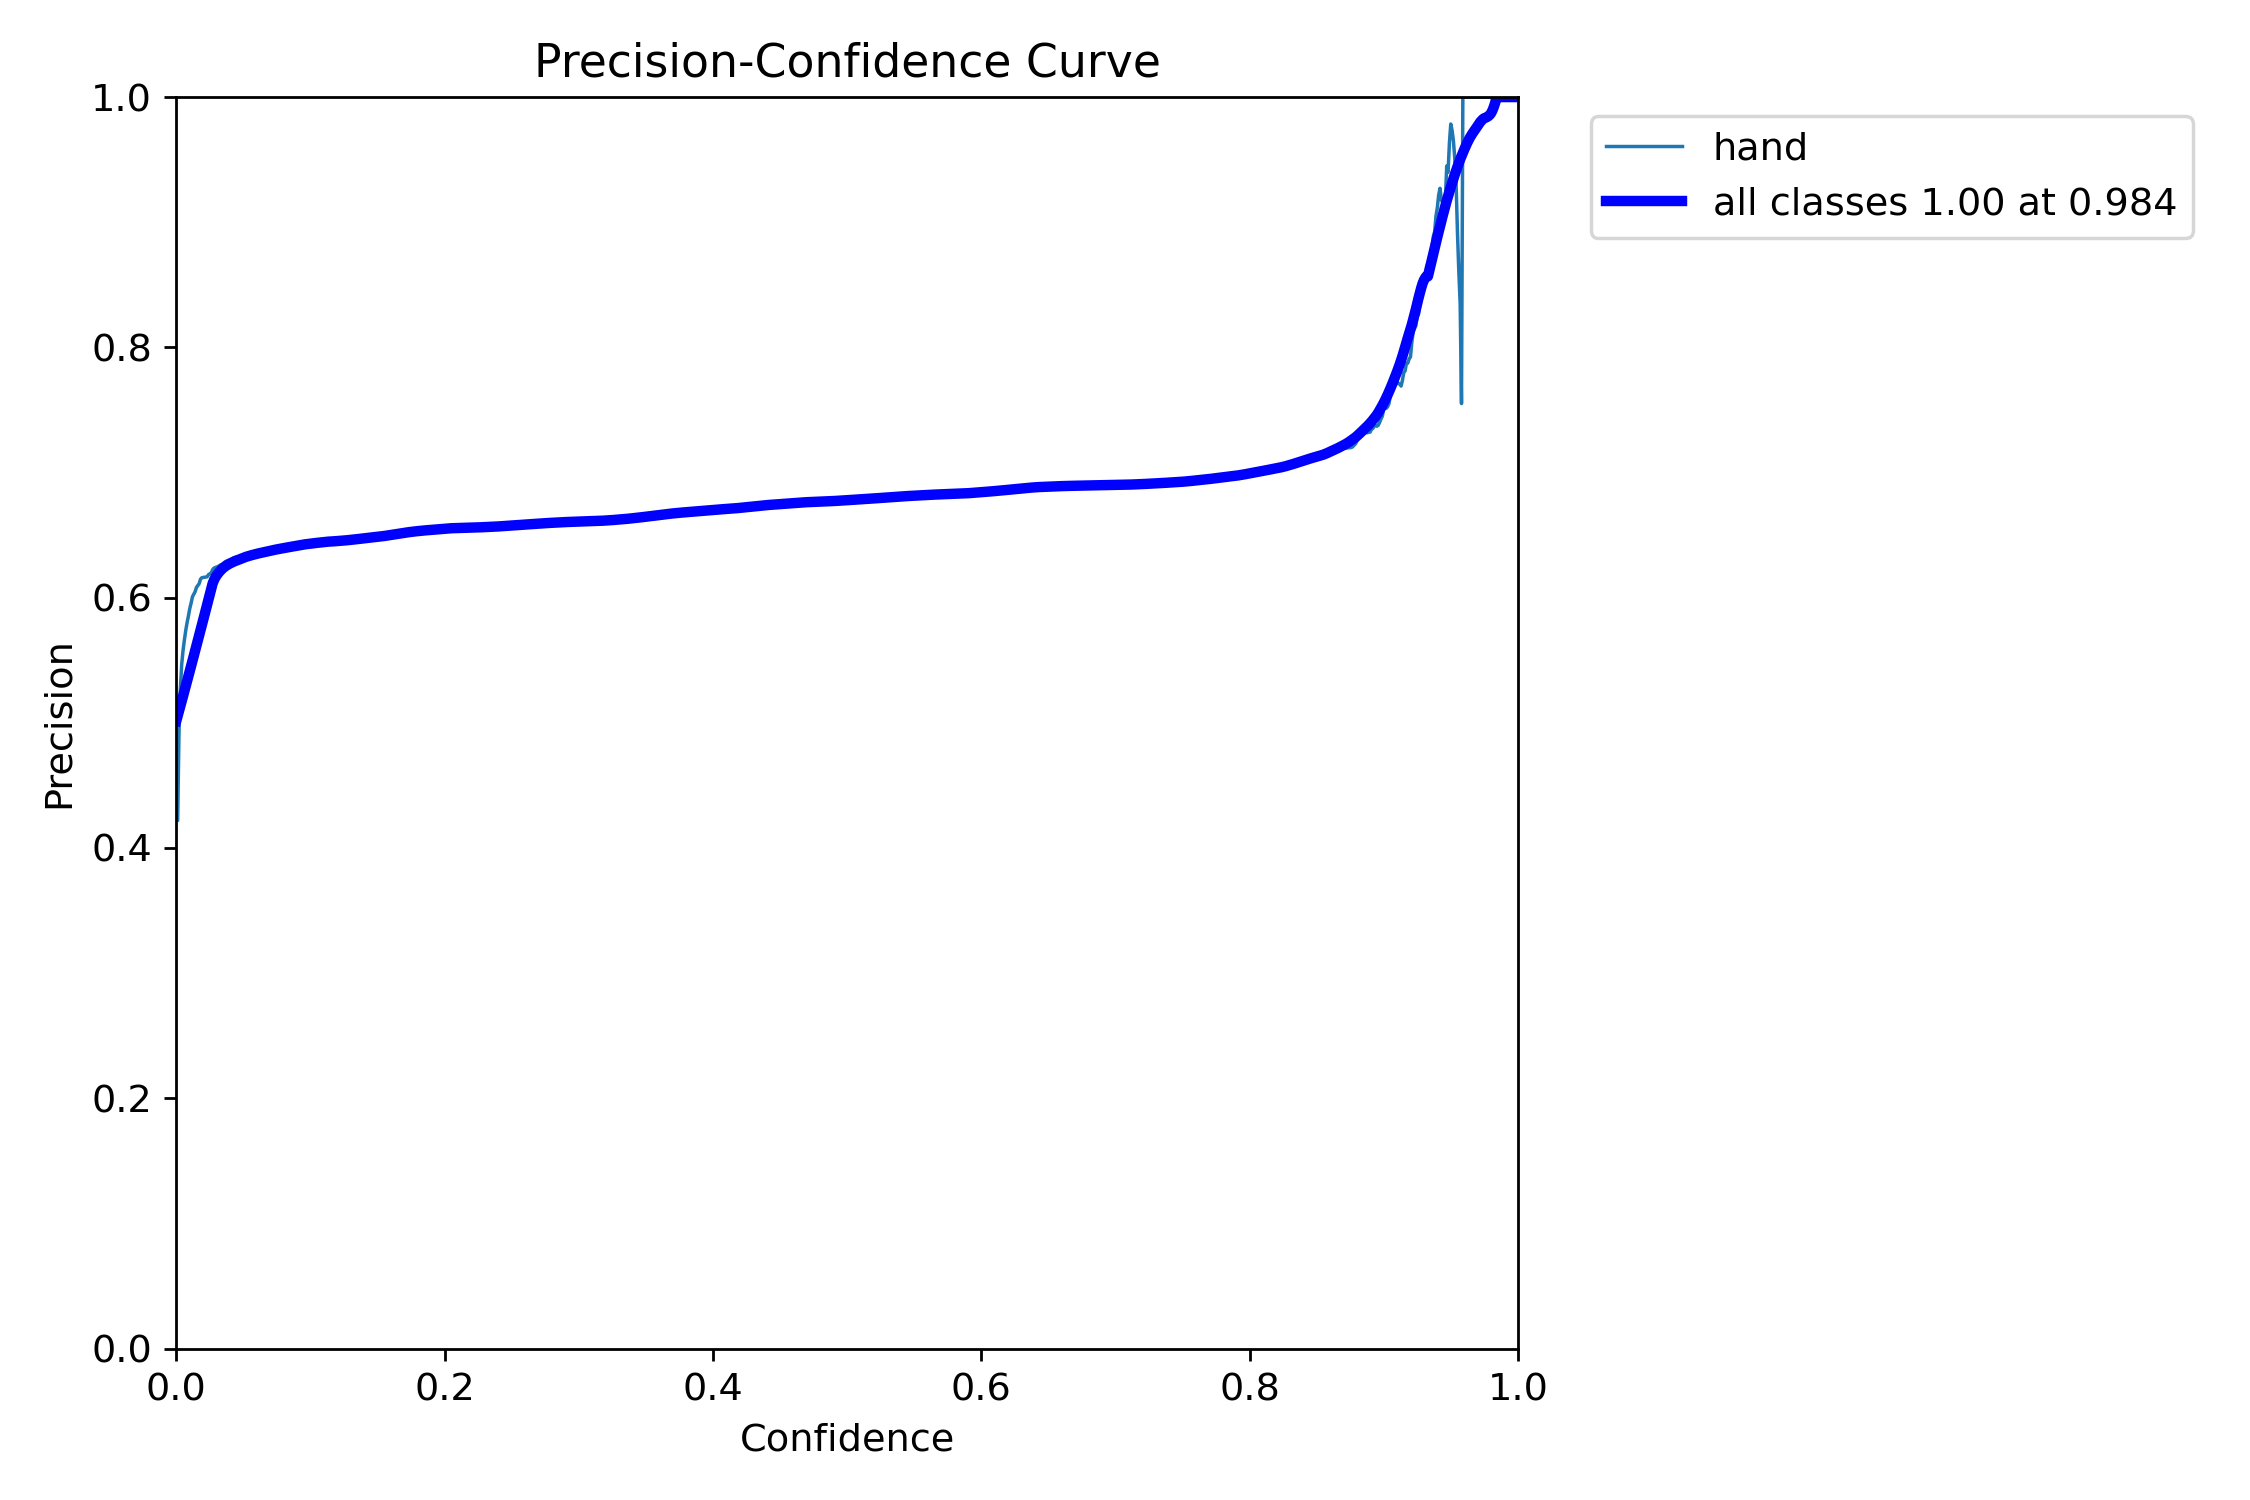 Precision-Confidence Curve
1.0
0.8
0.6
0.4
0.2
0.0
Precision
0.0 0.2 0.4 0.6 0.8 1.0
Confidence
hand
all classes 1.00 at 0.984